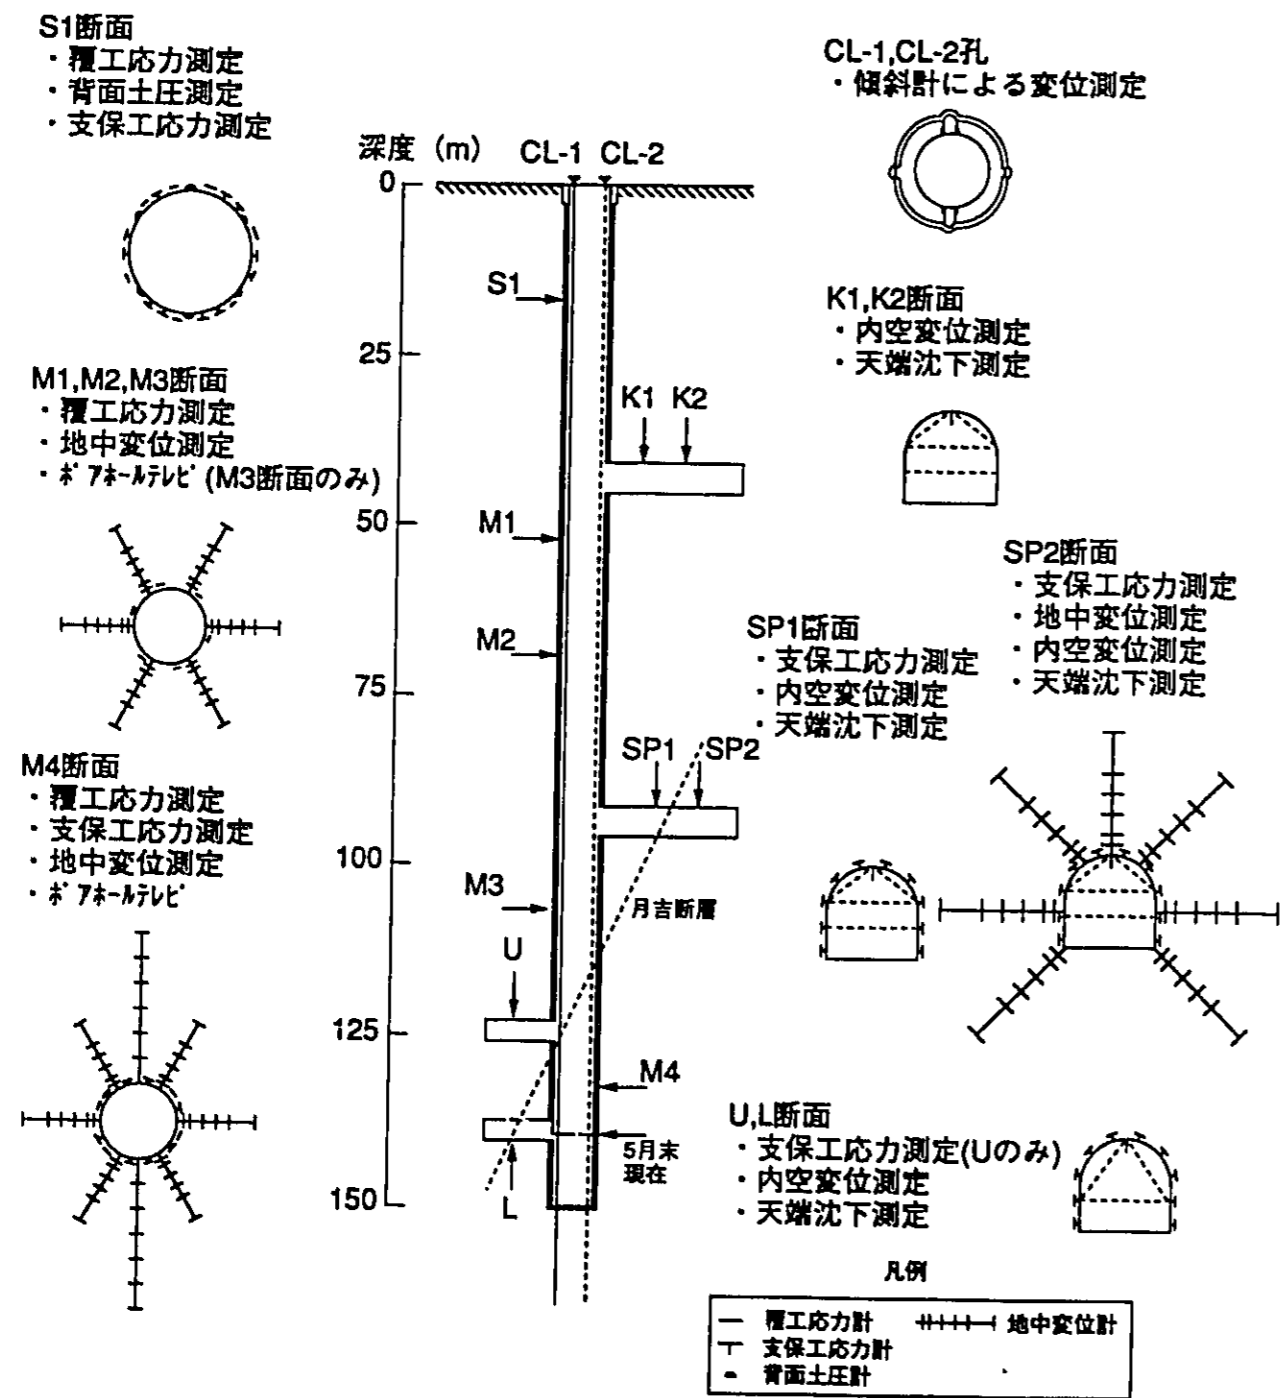 S1断面
・覆工応力測定
・背面土圧測定
・支保工応力測定
CL-1,CL-2孔
・傾斜計による変位測定
深度 (m) CL-1 CL-2
0
S1
25
K1,K2断面
・内空変位測定
・天端沈下測定
M1,M2,M3断面
・覆工応力測定
・地中変位測定
・ボアホールテレビ(M3断面のみ)
K1 K2
50
M1
M2
75
SP2断面
・支保工応力測定
・地中変位測定
・内空変位測定
・天端沈下測定
SP1断面
・支保工応力測定
・内空変位測定
・天端沈下測定
SP1 SP2
M4断面
・覆工応力測定
・支保工応力測定
・地中変位測定
・ボアホールテレビ
100
M3
月吉断層
U
125
M4
5月末
現在
L
150
U,L断面
・支保工応力測定(Uのみ)
・内空変位測定
・天端沈下測定
凡例
覆工応力計 地中変位計
支保工応力計
背面土圧計